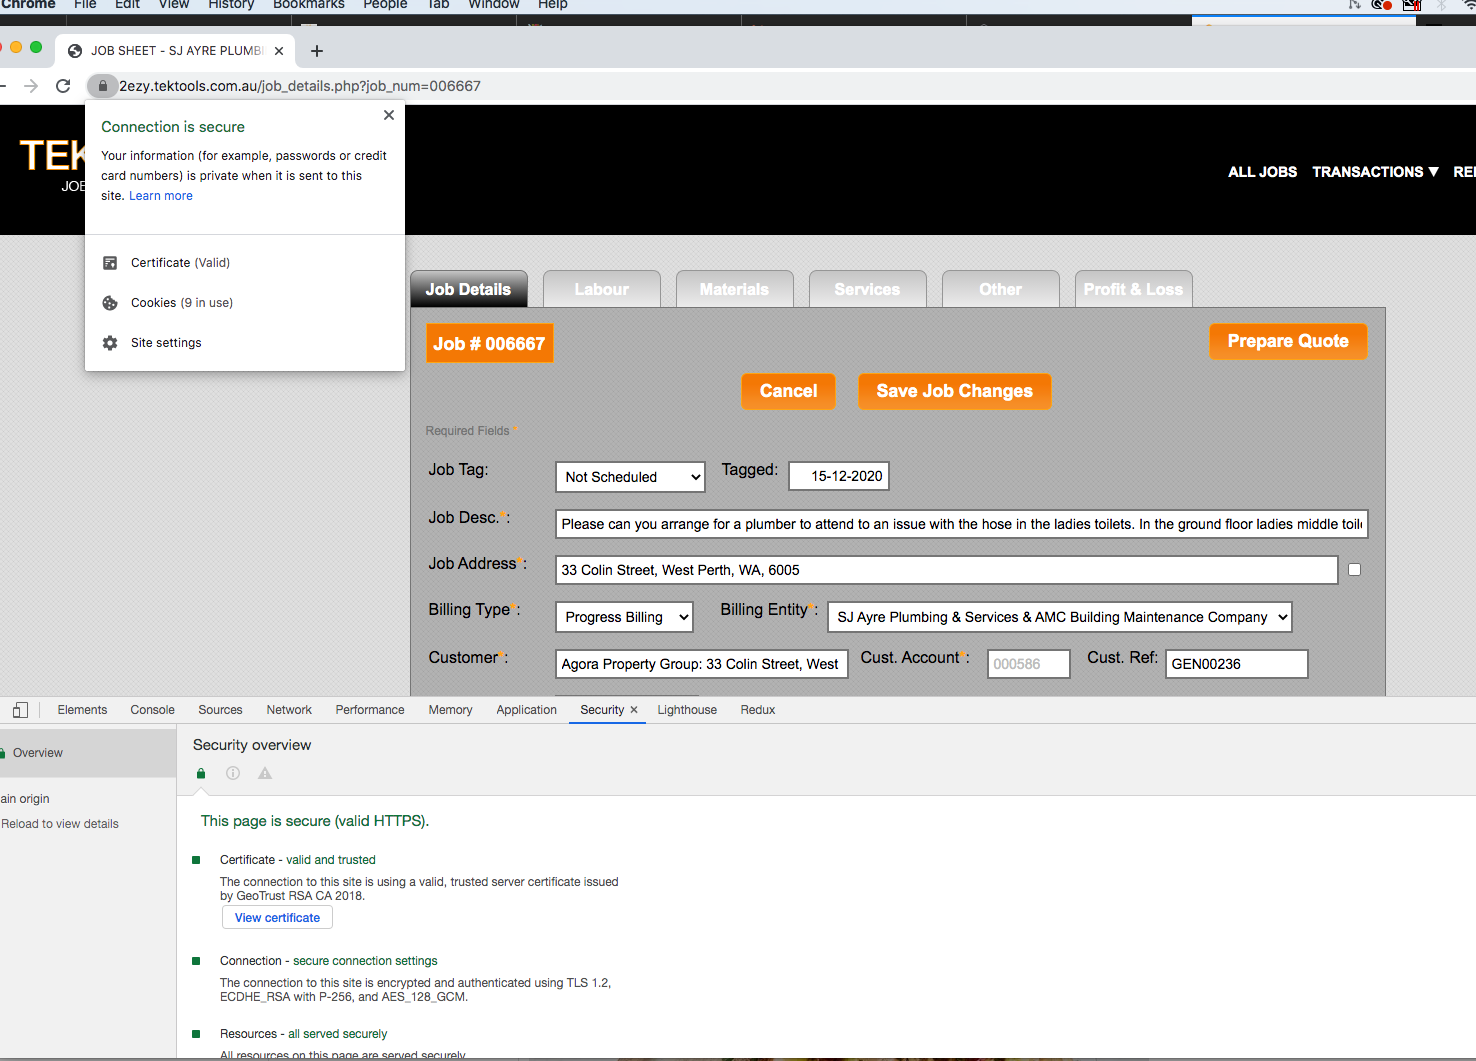 Chrome File Edit View History Bookmarks People Tab Window Help
JOB SHEET - SJ AYRE PLUMB
2ezy.tektools.com.au/job_details.php?job_num=006667
Connection is secure
Your information (for example, passwords or credit
card numbers) is private when it is sent to this
site. Learn more
Certificate (Valid)
Cookies (9 in use)
Site settings
TEK
JOB
ALL JOBS TRANSACTIONS ▼ RE
Job Details Labour Materials Services Other Profit & Loss
Job # 006667
Prepare Quote
Cancel Save Job Changes
Required Fields *
Job Tag: Not Scheduled Tagged: 15-12-2020
Job Desc.*: Please can you arrange for a plumber to attend to an issue with the hose in the ladies toilets. In the ground floor ladies middle toil
Job Address*: 33 Colin Street, West Perth, WA, 6005
Billing Type*: Progress Billing Billing Entity*: SJ Ayre Plumbing & Services & AMC Building Maintenance Company
Customer*: Agora Property Group: 33 Colin Street, West Cust. Account*: 000586 Cust. Ref: GEN00236
Elements Console Sources Network Performance Memory Application Security Lighthouse Redux
Overview
ain origin
Reload to view details
Security overview
This page is secure (valid HTTPS).
Certificate - valid and trusted
The connection to this site is using a valid, trusted server certificate issued
by GeoTrust RSA CA 2018.
View certificate
Connection - secure connection settings
The connection to this site is encrypted and authenticated using TLS 1.2,
ECDHE_RSA with P-256, and AES_128_GCM.
Resources - all served securely
All resources on this page are served securely